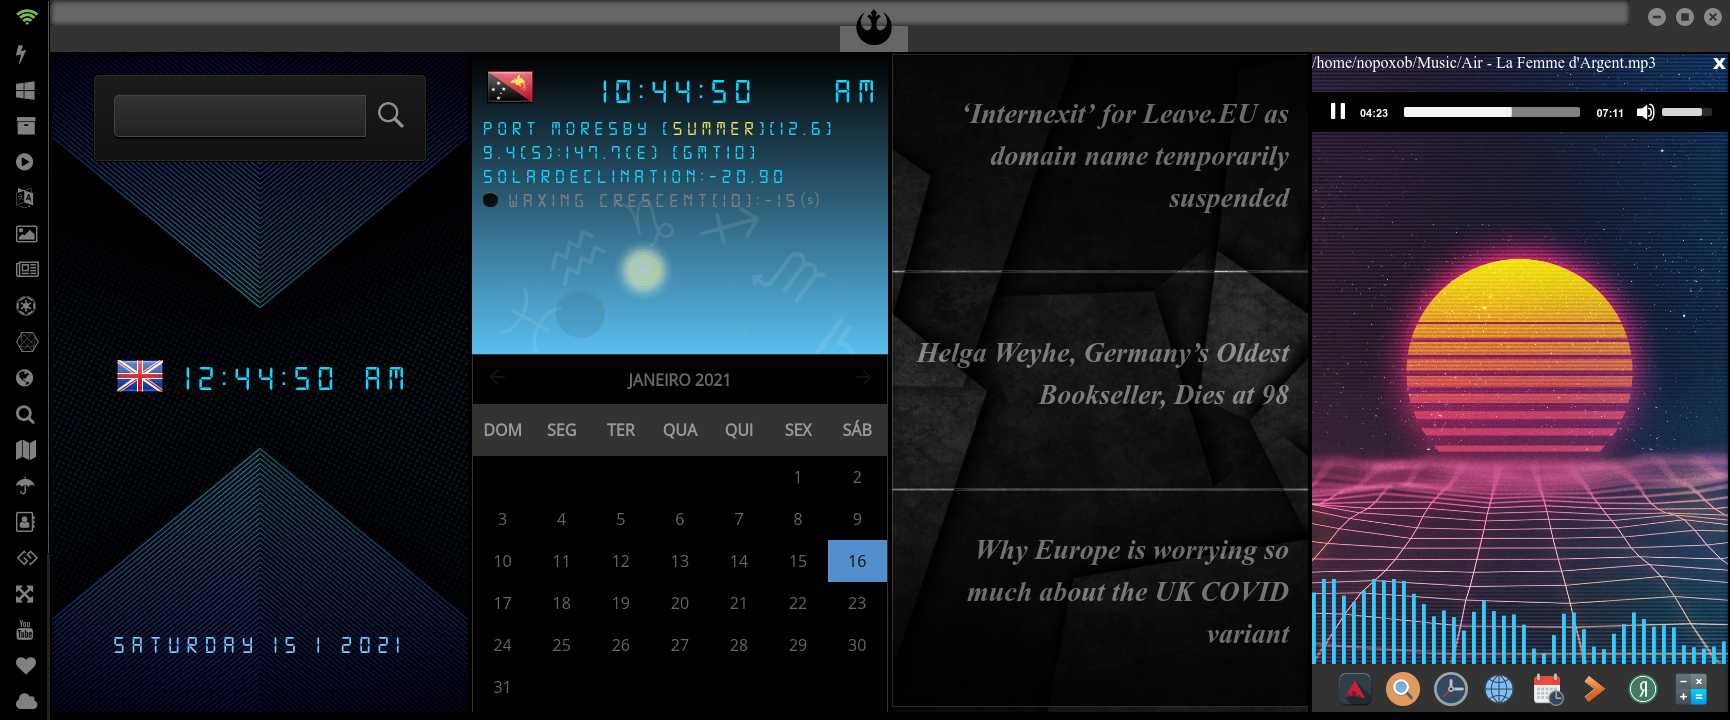 12:44:50 AM
SATURDAY 15 1 2021
10:44:50 AM
PORT MORESBY (SUMMER)(12.6)
9.4(S):147.7(E) (GMT10)
SOLARDECLINATION:-20.90
WAXING CRESCENT(10):-15(s)
JANEIRO 2021
DOM SEG TER QUA QUI SEX SÁB
1 2
3 4 5 6 7 8 9
10 11 12 13 14 15 16
17 18 19 20 21 22 23
24 25 26 27 28 29 30
31
‘Internexit’ for Leave.EU as
domain name temporarily
suspended
Helga Weyhe, Germany’s Oldest
Bookseller, Dies at 98
Why Europe is worrying so
much about the UK COVID
variant
/home/nopoxob/Music/Air - La Femme d'Argent.mp3 x
04:23 07:11
You
Tube
Я